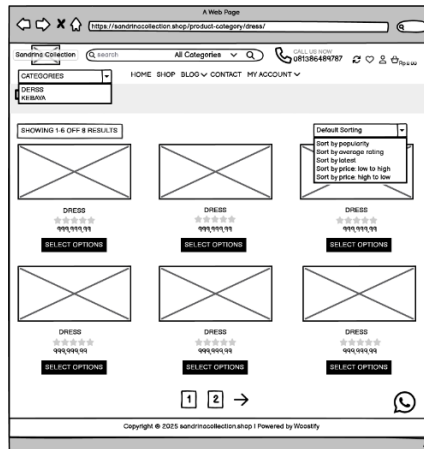 A Web Page
https://sandrinocollection.shop/product-category/dress/
Sandrino Collection
search
All Categories
CALL US NOW
081386489787
CATEGORIES
HOME SHOP BLOG CONTACT MY ACCOUNT
DERSS
KEBAYA
SHOWING 1-6 OFF 8 RESULTS
Default Sorting
Sort by popularity
Sort by average rating
Sort by latest
Sort by price: low to high
Sort by price: high to low
DRESS
999,999,99
SELECT OPTIONS
DRESS
999,999,99
SELECT OPTIONS
DRESS
999,999,99
SELECT OPTIONS
DRESS
999,999,99
SELECT OPTIONS
DRESS
999,999,99
SELECT OPTIONS
DRESS
999,999,99
SELECT OPTIONS
1 2
Copyright © 2025 sandrinocollection.shop | Powered by Woostify